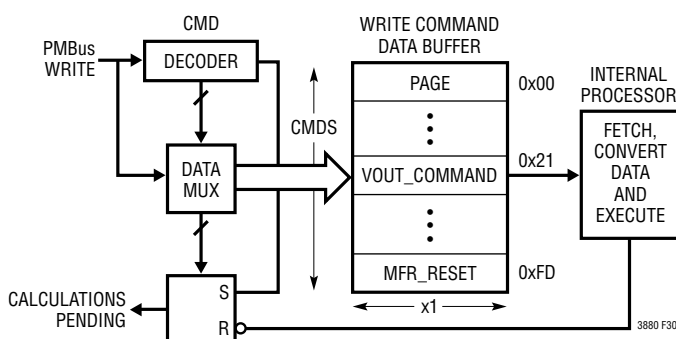 CMD
PMBus
WRITE
DECODER
CMDS
DATA
MUX
S
R
CALCULATIONS
PENDING
WRITE COMMAND
DATA BUFFER
PAGE
0x00
VOUT_COMMAND
0x21
MFR_RESET
0xFD
x1
INTERNAL
PROCESSOR
FETCH,
CONVERT
DATA
AND
EXECUTE
3880 F30